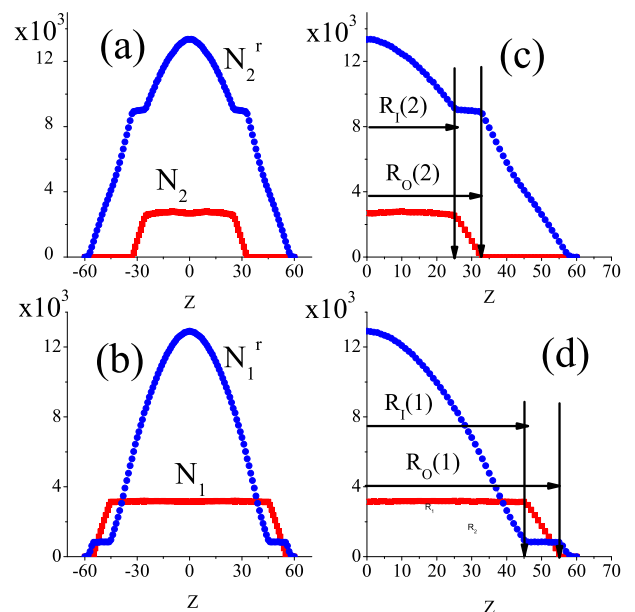 x10³
(a)
N₂ʳ
12
8
N₂
4
0
-60 -30 0 30 60
Z
x10³
(c)
12
R_I(2)
8
R_O(2)
4
0
0 10 20 30 40 50 60 70
Z
x10³
(b)
N₁ʳ
12
8
N₁
4
0
-60 -30 0 30 60
Z
x10³
(d)
12
R_I(1)
8
R_O(1)
4
R₁
R₂
0
0 10 20 30 40 50 60 70
Z